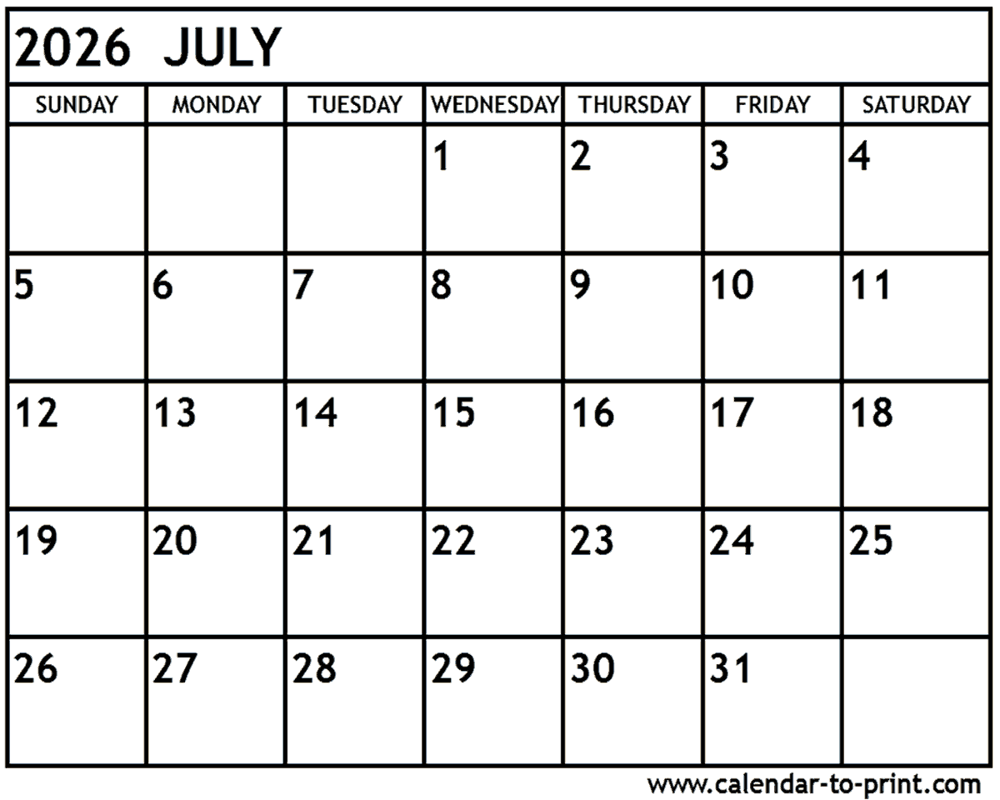 2026 JULY
SUNDAY MONDAY TUESDAY WEDNESDAY THURSDAY FRIDAY SATURDAY
1 2 3 4
5 6 7 8 9 10 11
12 13 14 15 16 17 18
19 20 21 22 23 24 25
26 27 28 29 30 31
www.calendar-to-print.com